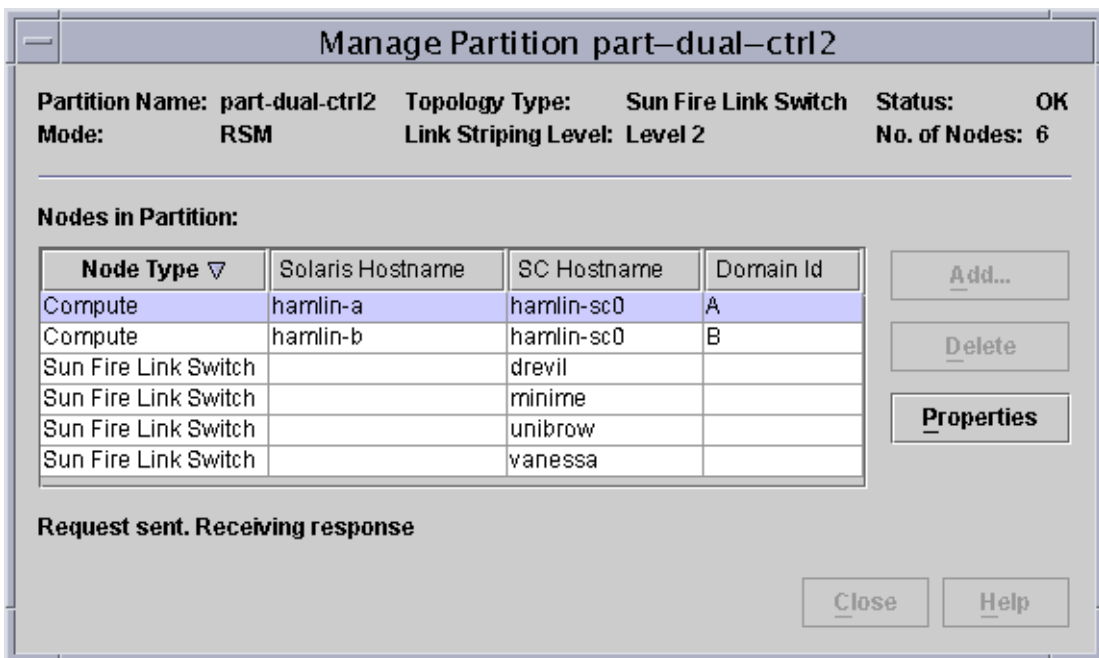 Manage Partition part–dual–ctrl2
Partition Name: part-dual-ctrl2 Topology Type: Sun Fire Link Switch Status: OK
Mode: RSM Link Striping Level: Level 2 No. of Nodes: 6
Nodes in Partition:
Node Type Solaris Hostname SC Hostname Domain Id
Compute hamlin-a hamlin-sc0 A
Compute hamlin-b hamlin-sc0 B
Sun Fire Link Switch drevil
Sun Fire Link Switch minime
Sun Fire Link Switch unibrow
Sun Fire Link Switch vanessa
Add...
Delete
Properties
Request sent. Receiving response
Close Help